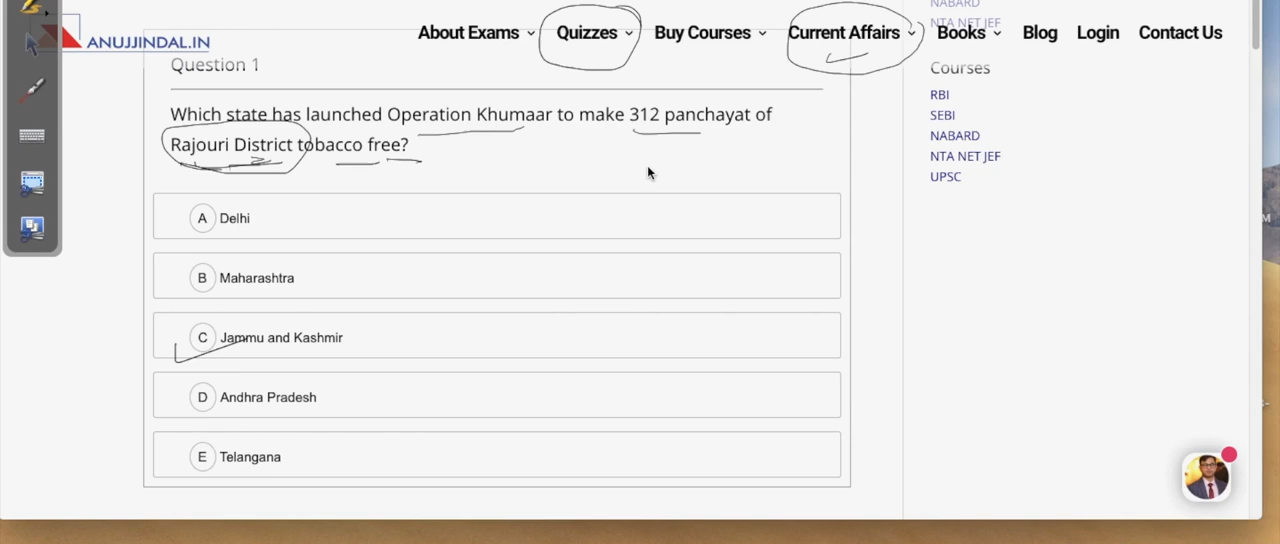 NABARD
NTA NET JEF
ANUJJINDAL.IN
About Exams
Quizzes
Buy Courses
Current Affairs
Books
Blog
Login
Contact Us
Question 1
Courses
Which state has launched Operation Khumaar to make 312 panchayat of
Rajouri District tobacco free?
RBI
SEBI
NABARD
NTA NET JEF
UPSC
A Delhi
B Maharashtra
C Jammu and Kashmir
D Andhra Pradesh
E Telangana
M